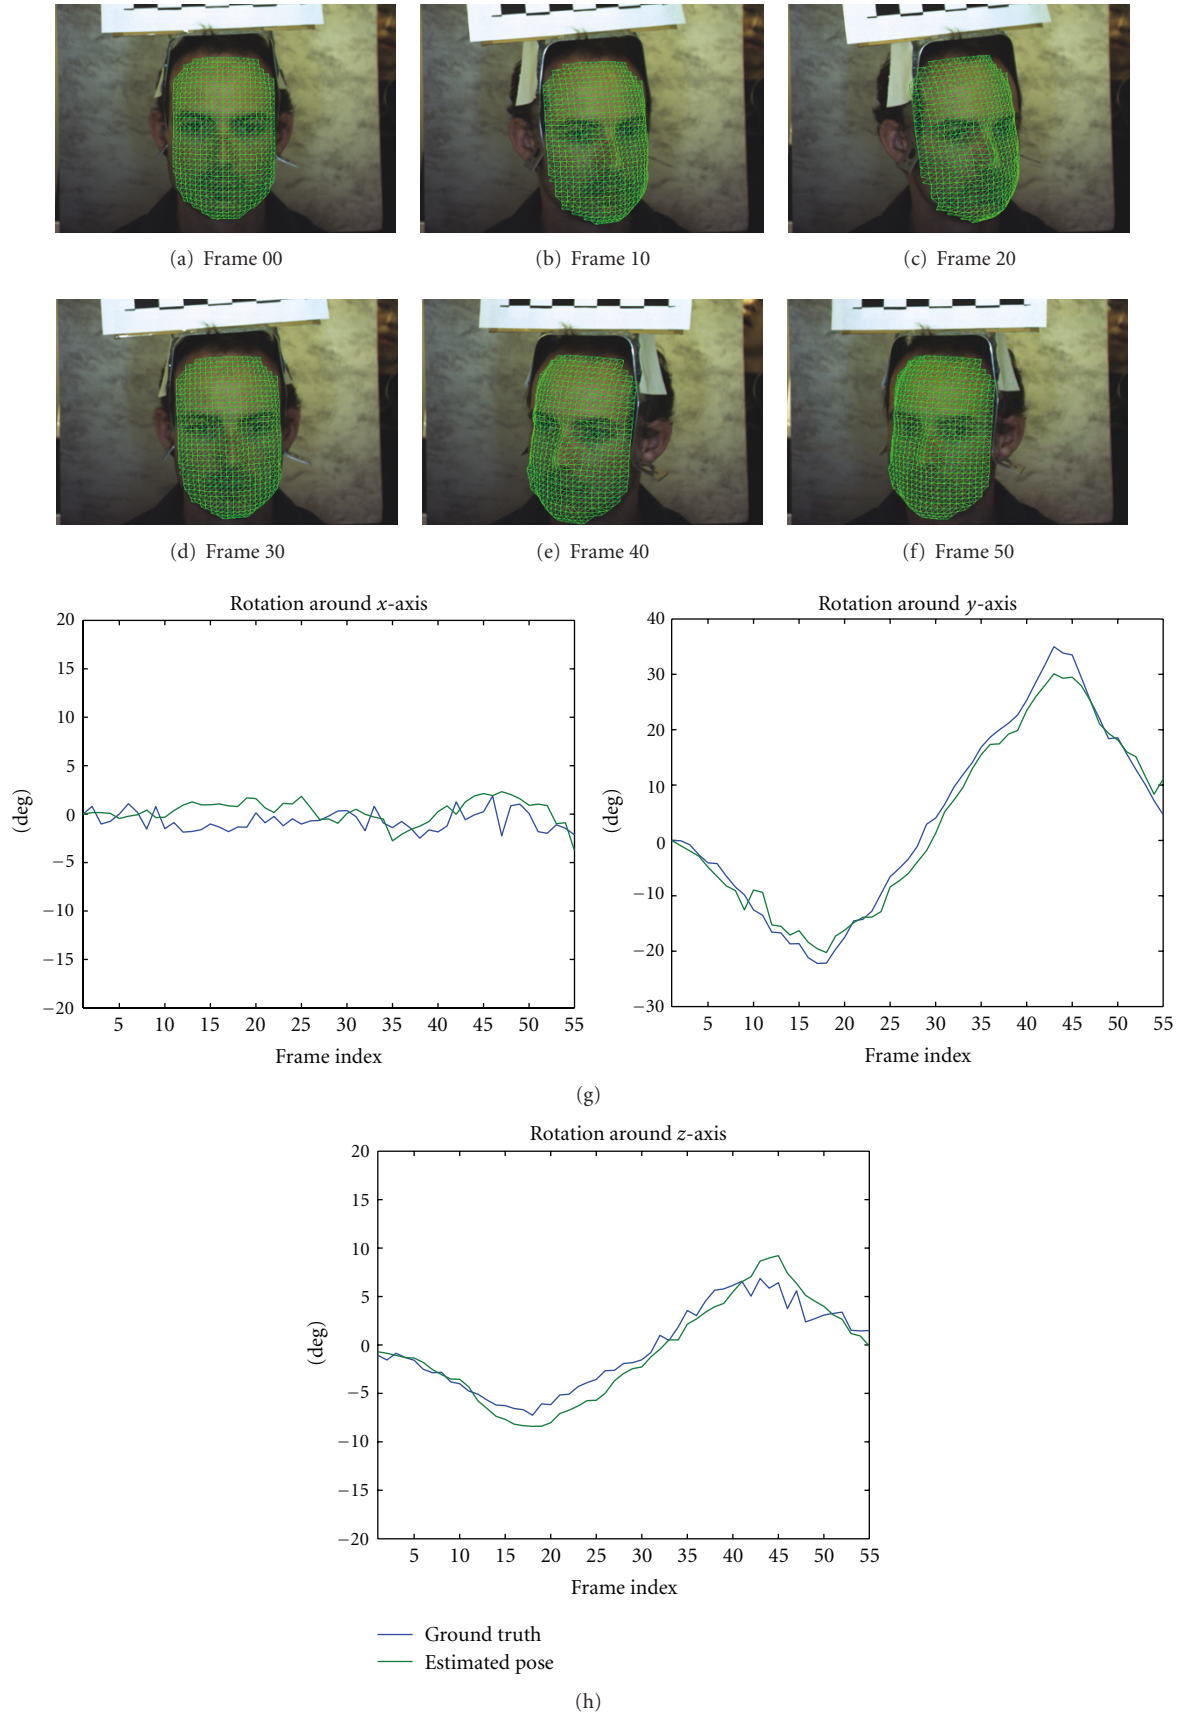 (a) Frame 00
(b) Frame 10
(c) Frame 20
(d) Frame 30
(e) Frame 40
(f) Frame 50
Rotation around x-axis
20
15
10
5
0
−5
−10
−15
−20
(deg)
5 10 15 20 25 30 35 40 45 50 55
Frame index
Rotation around y-axis
40
30
20
10
0
−10
−20
−30
(deg)
5 10 15 20 25 30 35 40 45 50 55
Frame index
(g)
Rotation around z-axis
20
15
10
5
0
−5
−10
−15
−20
(deg)
5 10 15 20 25 30 35 40 45 50 55
Frame index
Ground truth
Estimated pose
(h)